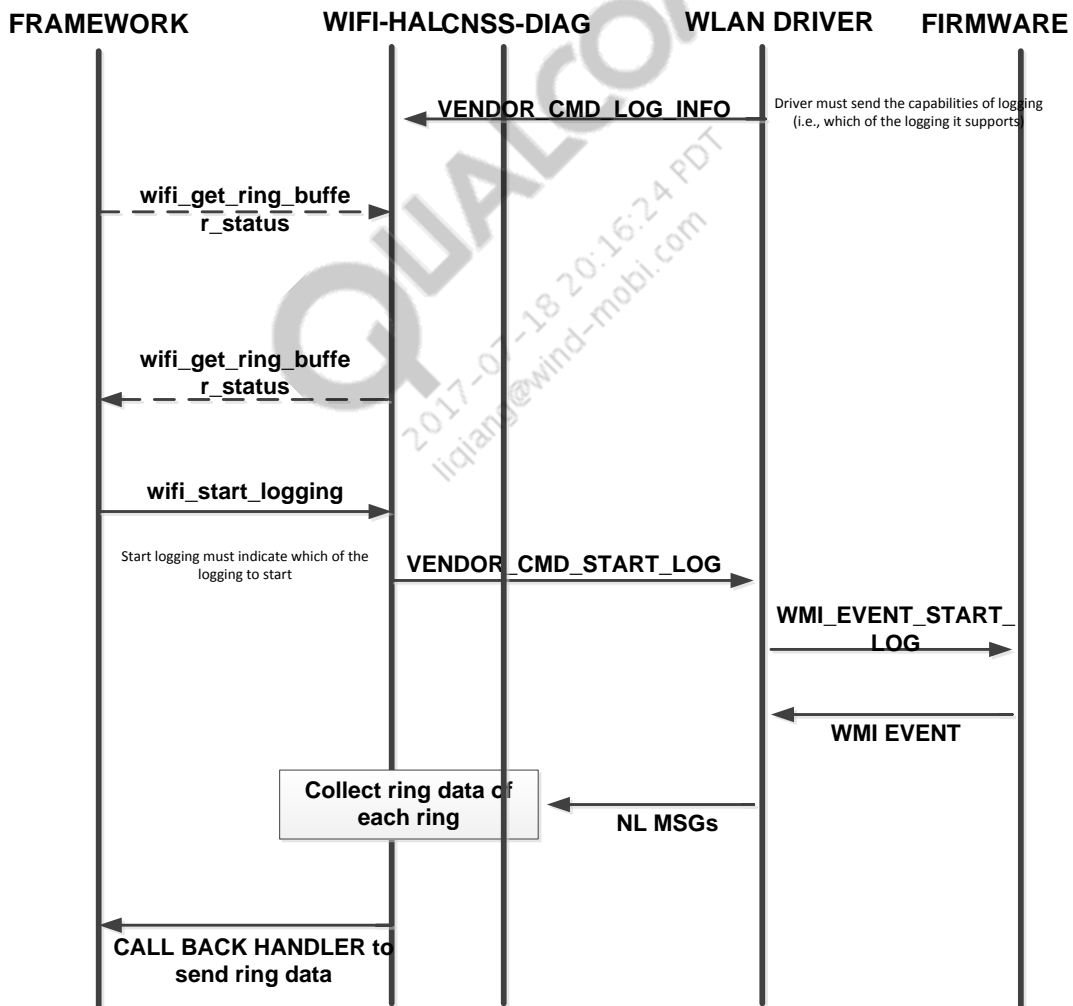 FRAMEWORK WIFI-HAL CNSS-DIAG WLAN DRIVER FIRMWARE
VENDOR_CMD_LOG_INFO
Driver must send the capabilities of logging
(i.e., which of the logging it supports)
wifi_get_ring_buffe
r_status
wifi_get_ring_buffe
r_status
wifi_start_logging
Start logging must indicate which of the
logging to start
VENDOR_CMD_START_LOG
WMI_EVENT_START_
LOG
WMI EVENT
Collect ring data of
each ring
NL MSGs
CALL BACK HANDLER to
send ring data
QUALCO
2017-07-18 20:16:24 PDT
liqiang@wind-mobi.com